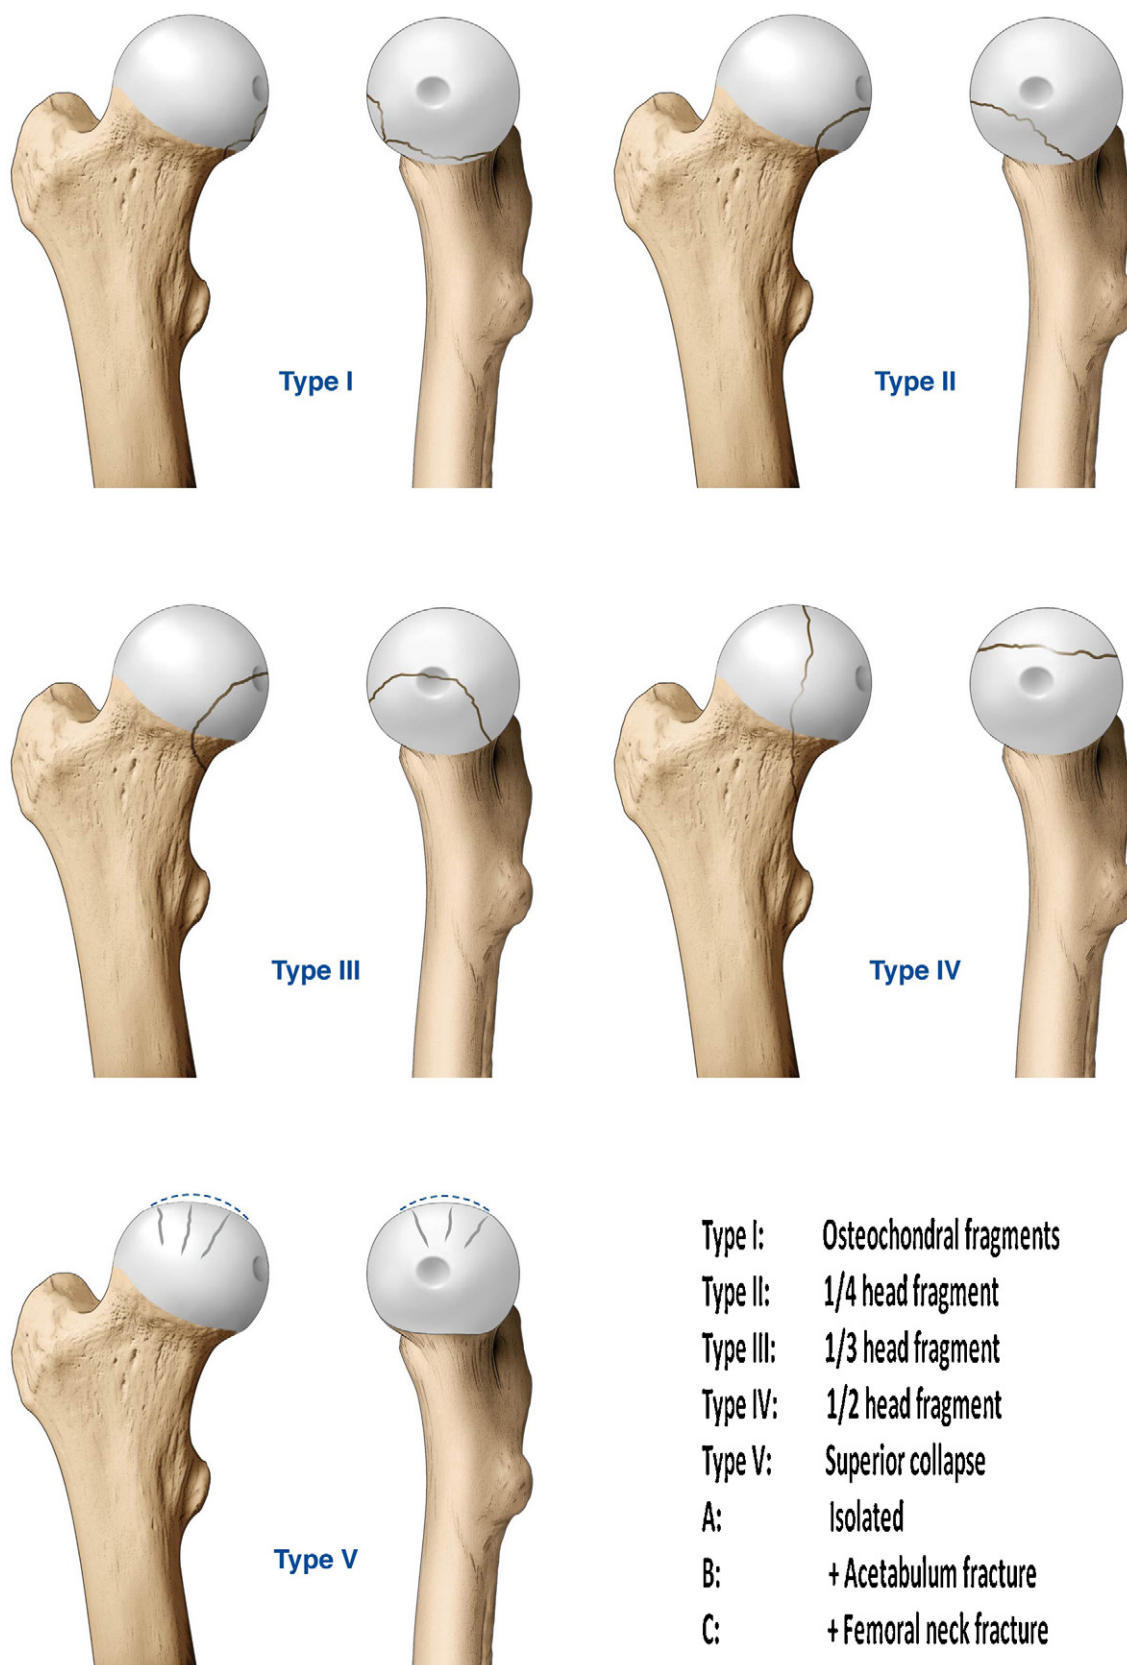 Type I
Type II
Type III
Type IV
Type V
Type I: Osteochondral fragments
Type II: 1/4 head fragment
Type III: 1/3 head fragment
Type IV: 1/2 head fragment
Type V: Superior collapse
A: Isolated
B: + Acetabulum fracture
C: + Femoral neck fracture